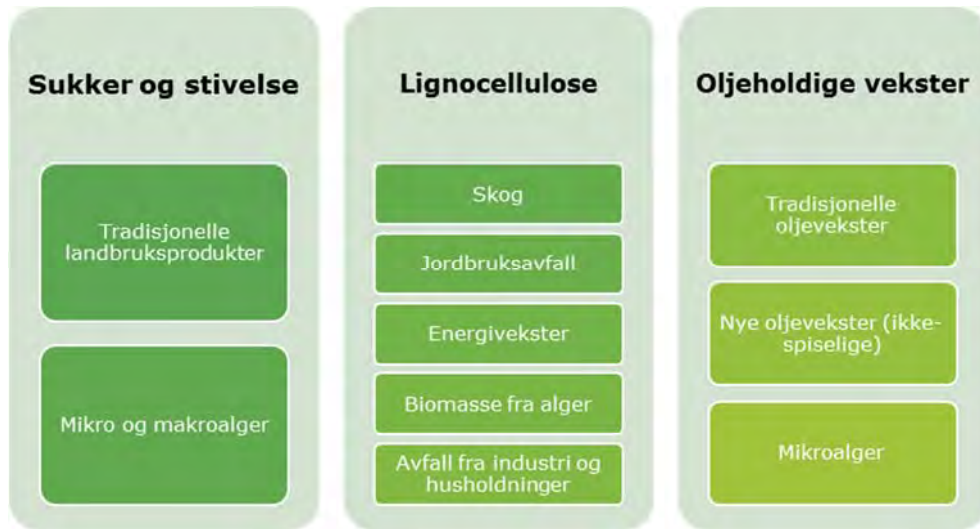 Sukker og stivelse
Tradisjonelle
landbruksprodukter
Mikro og makroalger
Lignocellulose
Skog
Jordbruksavfall
Energivekster
Biomasse fra alger
Avfall fra industri og
husholdninger
Oljeholdige vekster
Tradisjonelle
oljevekster
Nye oljevekster (ikke-
spiselige)
Mikroalger